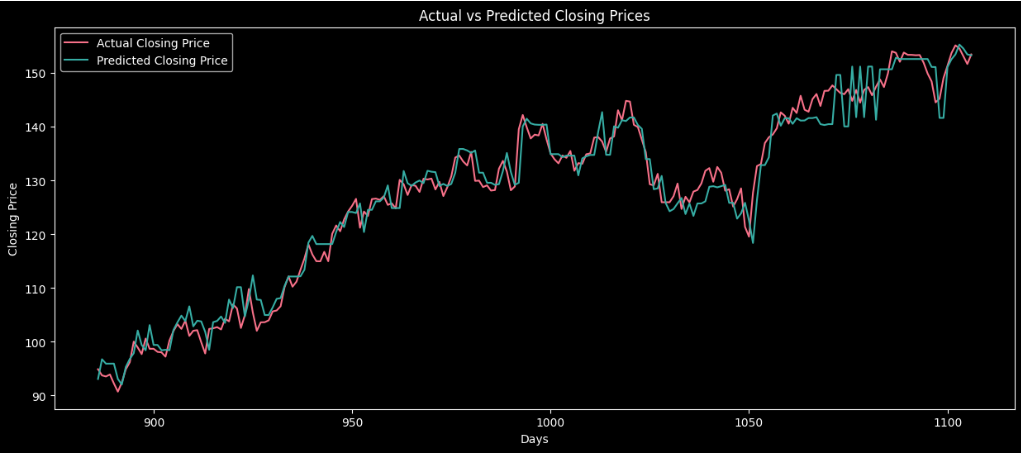 Actual vs Predicted Closing Prices
Actual Closing Price
Predicted Closing Price
Closing Price
150
140
130
120
110
100
90
900
950
1000
1050
1100
Days